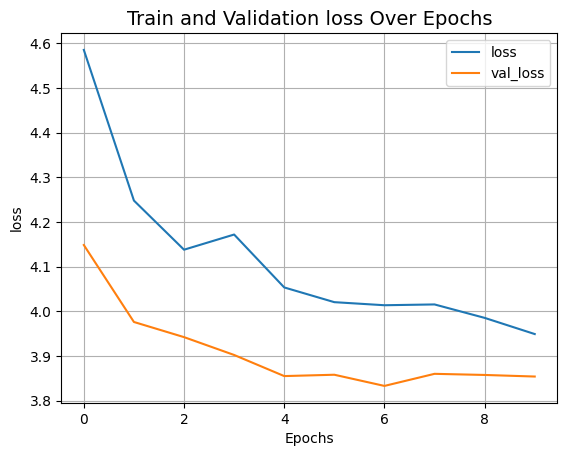 Train and Validation loss Over Epochs
loss
val_loss
4.6
4.5
4.4
4.3
4.2
4.1
4.0
3.9
3.8
loss
0 2 4 6 8
Epochs